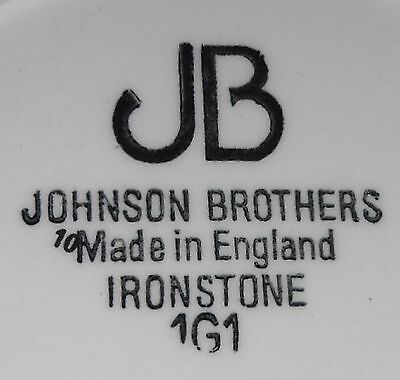 JB
JOHNSON BROTHERS
10 Made in England
IRONSTONE
1G1